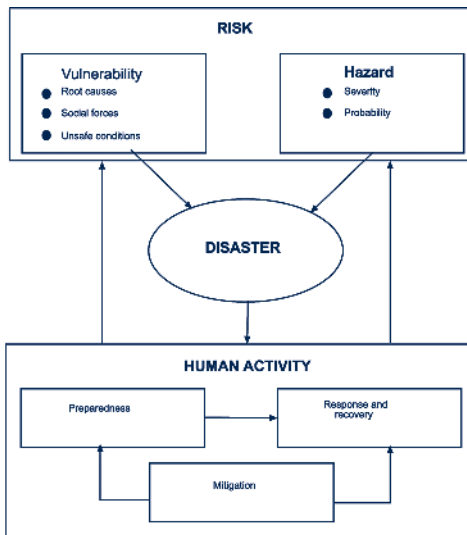 RISK
Vulnerability
Root causes
Social forces
Unsafe conditions
Hazard
Severity
Probability
DISASTER
HUMAN ACTIVITY
Preparedness
Response and
recovery
Mitigation